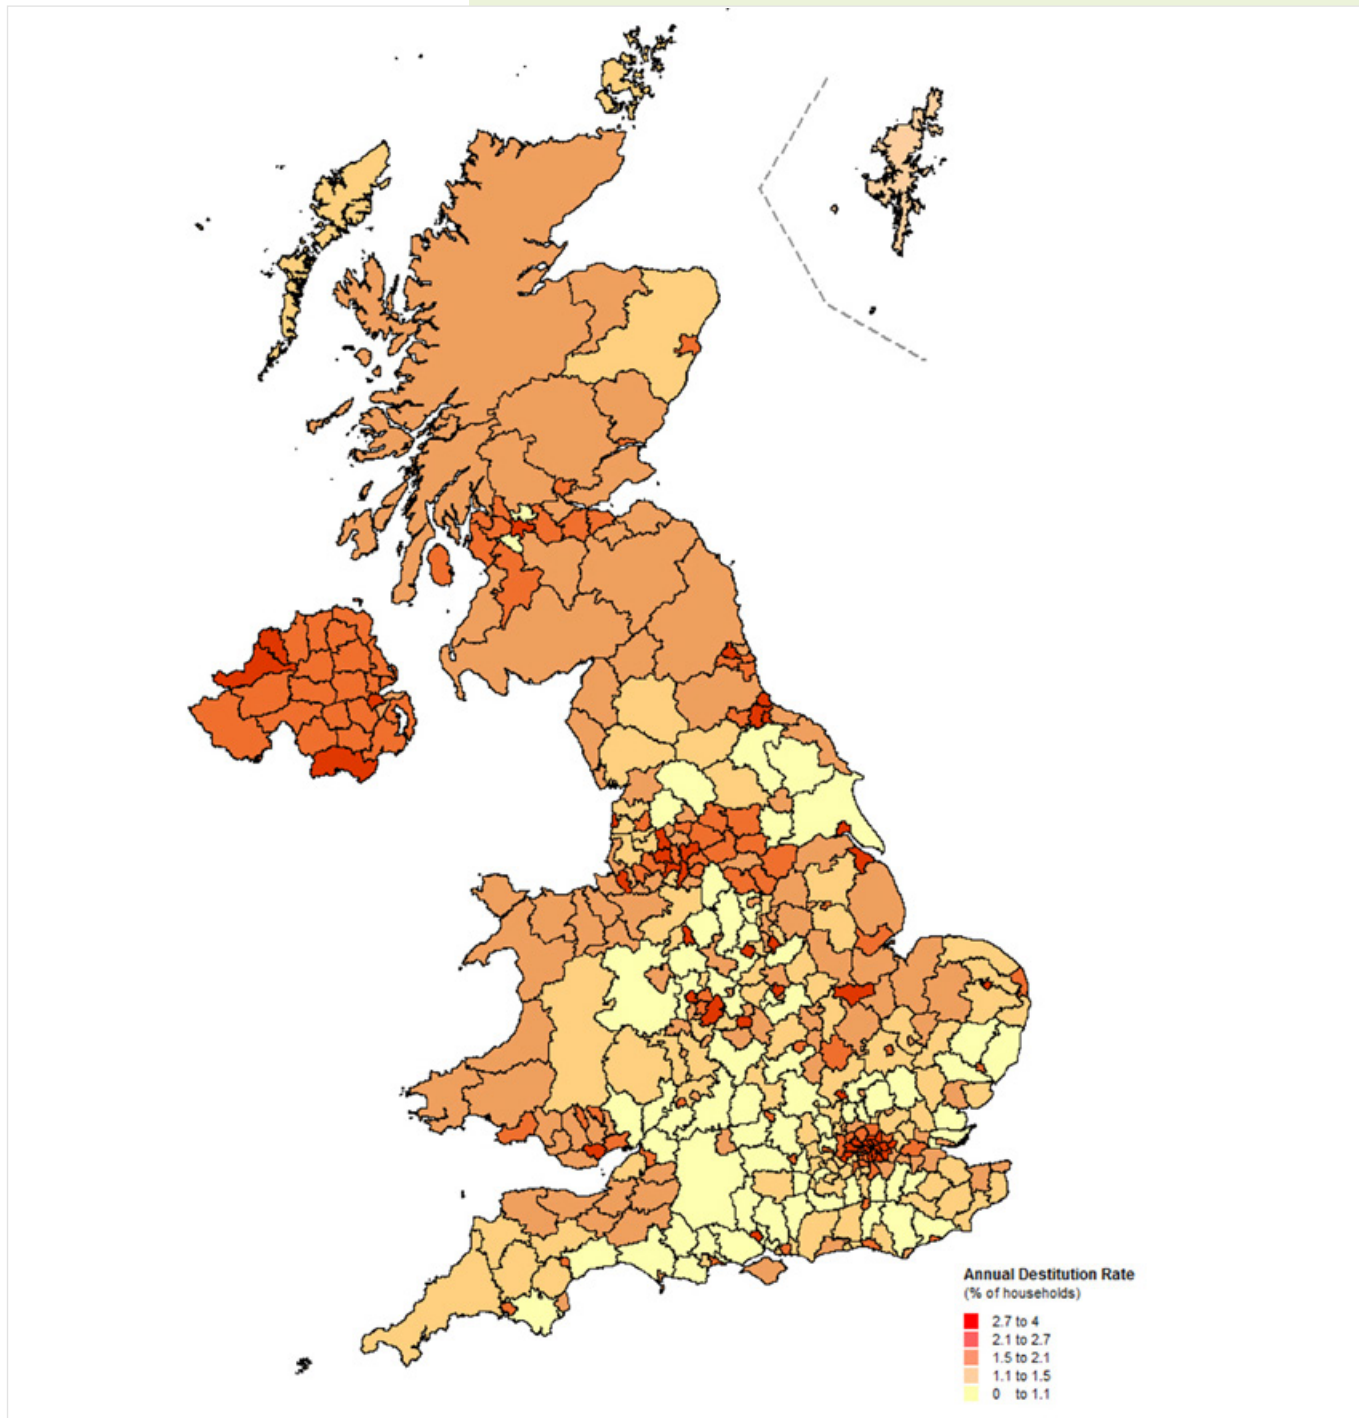 Annual Destitution Rate
(% of households)
2.7 to 4
2.1 to 2.7
1.5 to 2.1
1.1 to 1.5
0 to 1.1